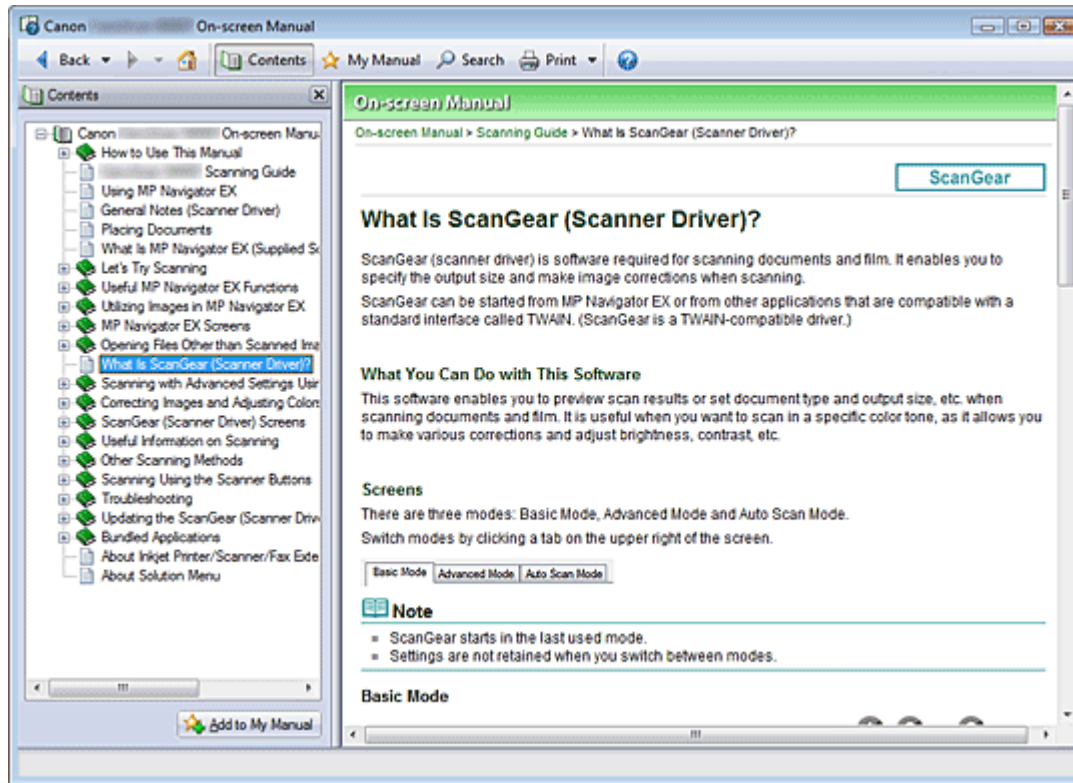 Canon On-screen Manual
Back Contents My Manual Search Print
Contents
Canon On-screen Manu
How to Use This Manual
Scanning Guide
Using MP Navigator EX
General Notes (Scanner Driver)
Placing Documents
What Is MP Navigator EX (Supplied So
Let's Try Scanning
Useful MP Navigator EX Functions
Utilizing Images in MP Navigator EX
MP Navigator EX Screens
Opening Files Other than Scanned Ima
What Is ScanGear (Scanner Driver)?
Scanning with Advanced Settings Usin
Correcting Images and Adjusting Colors
ScanGear (Scanner Driver) Screens
Useful Information on Scanning
Other Scanning Methods
Scanning Using the Scanner Buttons
Troubleshooting
Updating the ScanGear (Scanner Driv
Bundled Applications
About Inkjet Printer/Scanner/Fax Exte
About Solution Menu
Add to My Manual
On-screen Manual
On-screen Manual > Scanning Guide > What Is ScanGear (Scanner Driver)?
ScanGear
What Is ScanGear (Scanner Driver)?
ScanGear (scanner driver) is software required for scanning documents and film. It enables you to
specify the output size and make image corrections when scanning.
ScanGear can be started from MP Navigator EX or from other applications that are compatible with a
standard interface called TWAIN. (ScanGear is a TWAIN-compatible driver.)
What You Can Do with This Software
This software enables you to preview scan results or set document type and output size, etc. when
scanning documents and film. It is useful when you want to scan in a specific color tone, as it allows you
to make various corrections and adjust brightness, contrast, etc.
Screens
There are three modes: Basic Mode, Advanced Mode and Auto Scan Mode.
Switch modes by clicking a tab on the upper right of the screen.
Basic Mode Advanced Mode Auto Scan Mode
Note
ScanGear starts in the last used mode.
Settings are not retained when you switch between modes.
Basic Mode